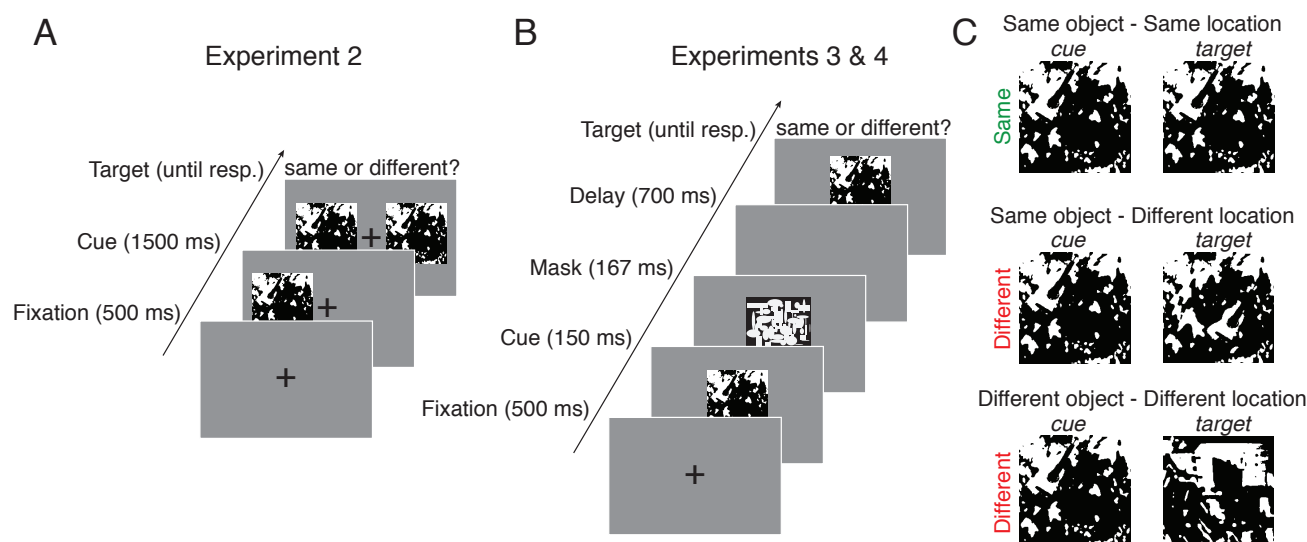 A
Experiment 2
Target (until resp.)
same or different?
Cue (1500 ms)
+
+
Fixation (500 ms)
+
B
Experiments 3 & 4
Target (until resp.)
same or different?
Delay (700 ms)
Mask (167 ms)
Cue (150 ms)
Fixation (500 ms)
+
C
Same object - Same location
cue target
Same
Same object - Different location
cue target
Different
Different object - Different location
cue target
Different